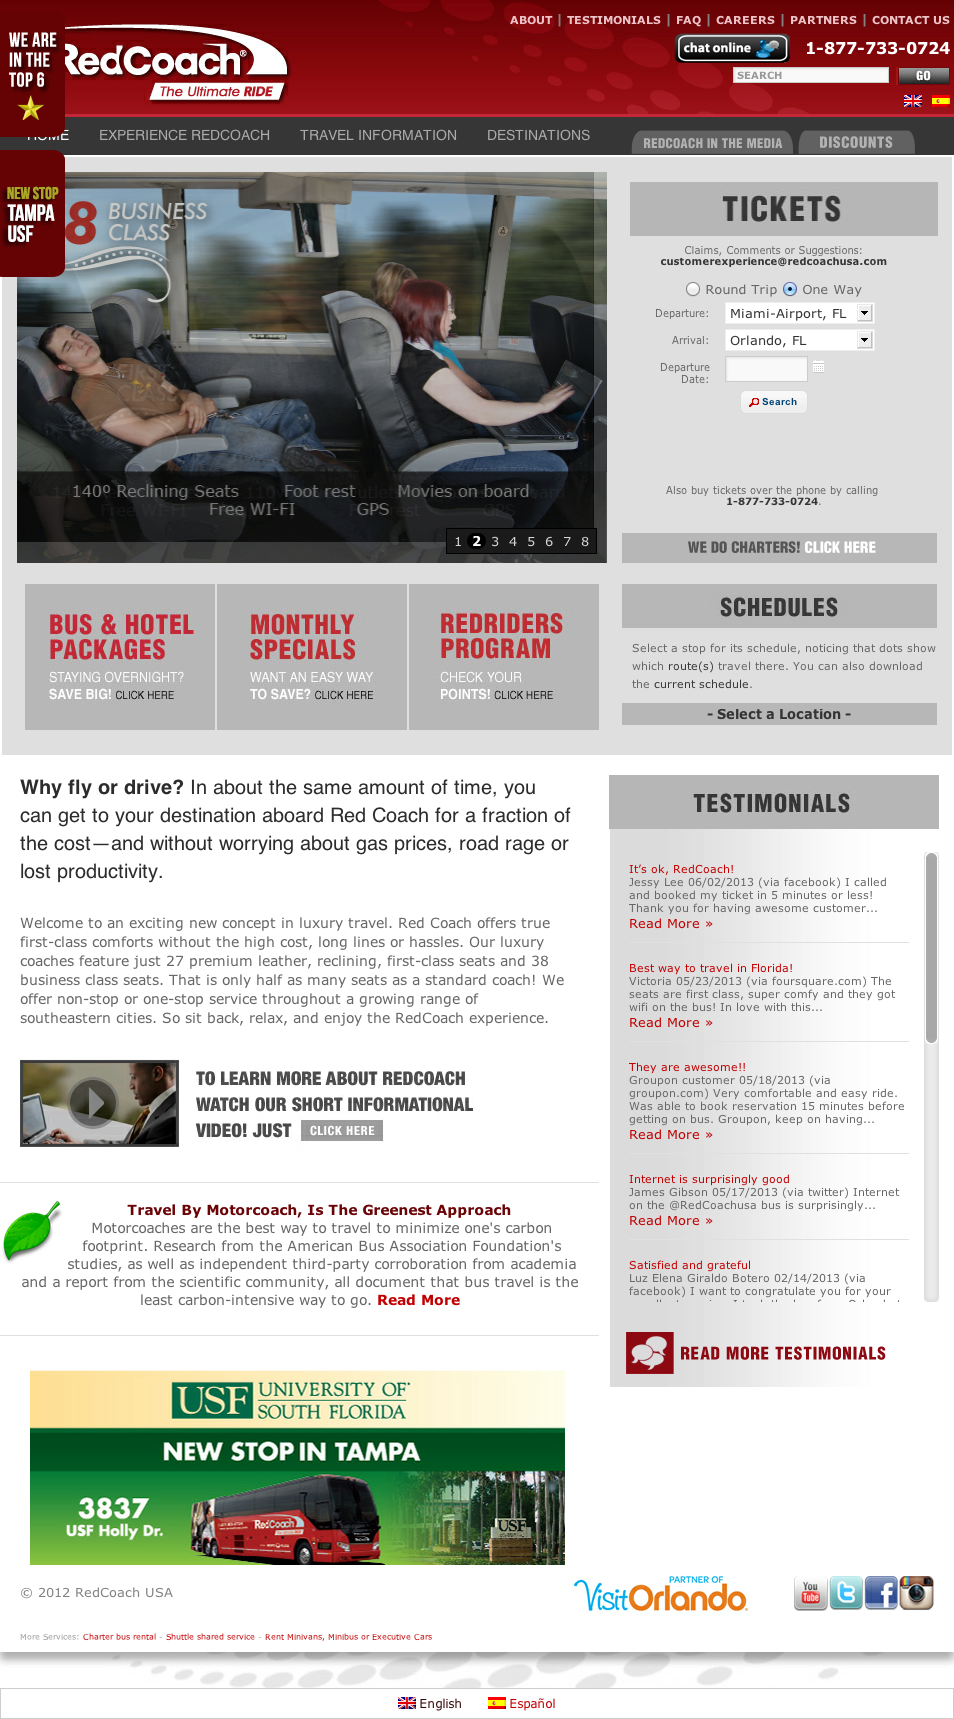 ABOUT | TESTIMONIALS | FAQ | CAREERS | PARTNERS | CONTACT US
WE ARE
IN THE
TOP 6
RedCoach®
The Ultimate RIDE
chat online
1-877-733-0724
SEARCH
GO
HOME
EXPERIENCE REDCOACH
TRAVEL INFORMATION
DESTINATIONS
REDCOACH IN THE MEDIA
DISCOUNTS
NEW STOP
TAMPA
USF
8 BUSINESS
CLASS
140º Reclining Seats Foot rest Movies on board
Free WI-FI GPS
1 2 3 4 5 6 7 8
TICKETS
Claims, Comments or Suggestions:
customerexperience@redcoachusa.com
Round Trip One Way
Departure: Miami-Airport, FL
Arrival: Orlando, FL
Departure
Date:
Search
Also buy tickets over the phone by calling
1-877-733-0724.
WE DO CHARTERS! CLICK HERE
BUS & HOTEL
PACKAGES
STAYING OVERNIGHT?
SAVE BIG! CLICK HERE
MONTHLY
SPECIALS
WANT AN EASY WAY
TO SAVE? CLICK HERE
REDRIDERS
PROGRAM
CHECK YOUR
POINTS! CLICK HERE
SCHEDULES
Select a stop for its schedule, noticing that dots show
which route(s) travel there. You can also download
the current schedule.
- Select a Location -
Why fly or drive? In about the same amount of time, you
can get to your destination aboard Red Coach for a fraction of
the cost—and without worrying about gas prices, road rage or
lost productivity.
Welcome to an exciting new concept in luxury travel. Red Coach offers true
first-class comforts without the high cost, long lines or hassles. Our luxury
coaches feature just 27 premium leather, reclining, first-class seats and 38
business class seats. That is only half as many seats as a standard coach! We
offer non-stop or one-stop service throughout a growing range of
southeastern cities. So sit back, relax, and enjoy the RedCoach experience.
TO LEARN MORE ABOUT REDCOACH
WATCH OUR SHORT INFORMATIONAL
VIDEO! JUST CLICK HERE
Travel By Motorcoach, Is The Greenest Approach
Motorcoaches are the best way to travel to minimize one's carbon
footprint. Research from the American Bus Association Foundation's
studies, as well as independent third-party corroboration from academia
and a report from the scientific community, all document that bus travel is the
least carbon-intensive way to go. Read More
TESTIMONIALS
It's ok, RedCoach!
Jessy Lee 06/02/2013 (via facebook) I called
and booked my ticket in 5 minutes or less!
Thank you for having awesome customer...
Read More »
Best way to travel in Florida!
Victoria 05/23/2013 (via foursquare.com) The
seats are first class, super comfy and they got
wifi on the bus! In love with this...
Read More »
They are awesome!!
Groupon customer 05/18/2013 (via
groupon.com) Very comfortable and easy ride.
Was able to book reservation 15 minutes before
getting on bus. Groupon, keep on having...
Read More »
Internet is surprisingly good
James Gibson 05/17/2013 (via twitter) Internet
on the @RedCoachusa bus is surprisingly...
Read More »
Satisfied and grateful
Luz Elena Giraldo Botero 02/14/2013 (via
facebook) I want to congratulate you for your
READ MORE TESTIMONIALS
USF UNIVERSITY OF
SOUTH FLORIDA
NEW STOP IN TAMPA
3837
USF Holly Dr.
RedCoach
USF
© 2012 RedCoach USA
PARTNER OF
VisitOrlando.
You
Tube
More Services: Charter bus rental - Shuttle shared service - Rent Minivans, Minibus or Executive Cars
English Español